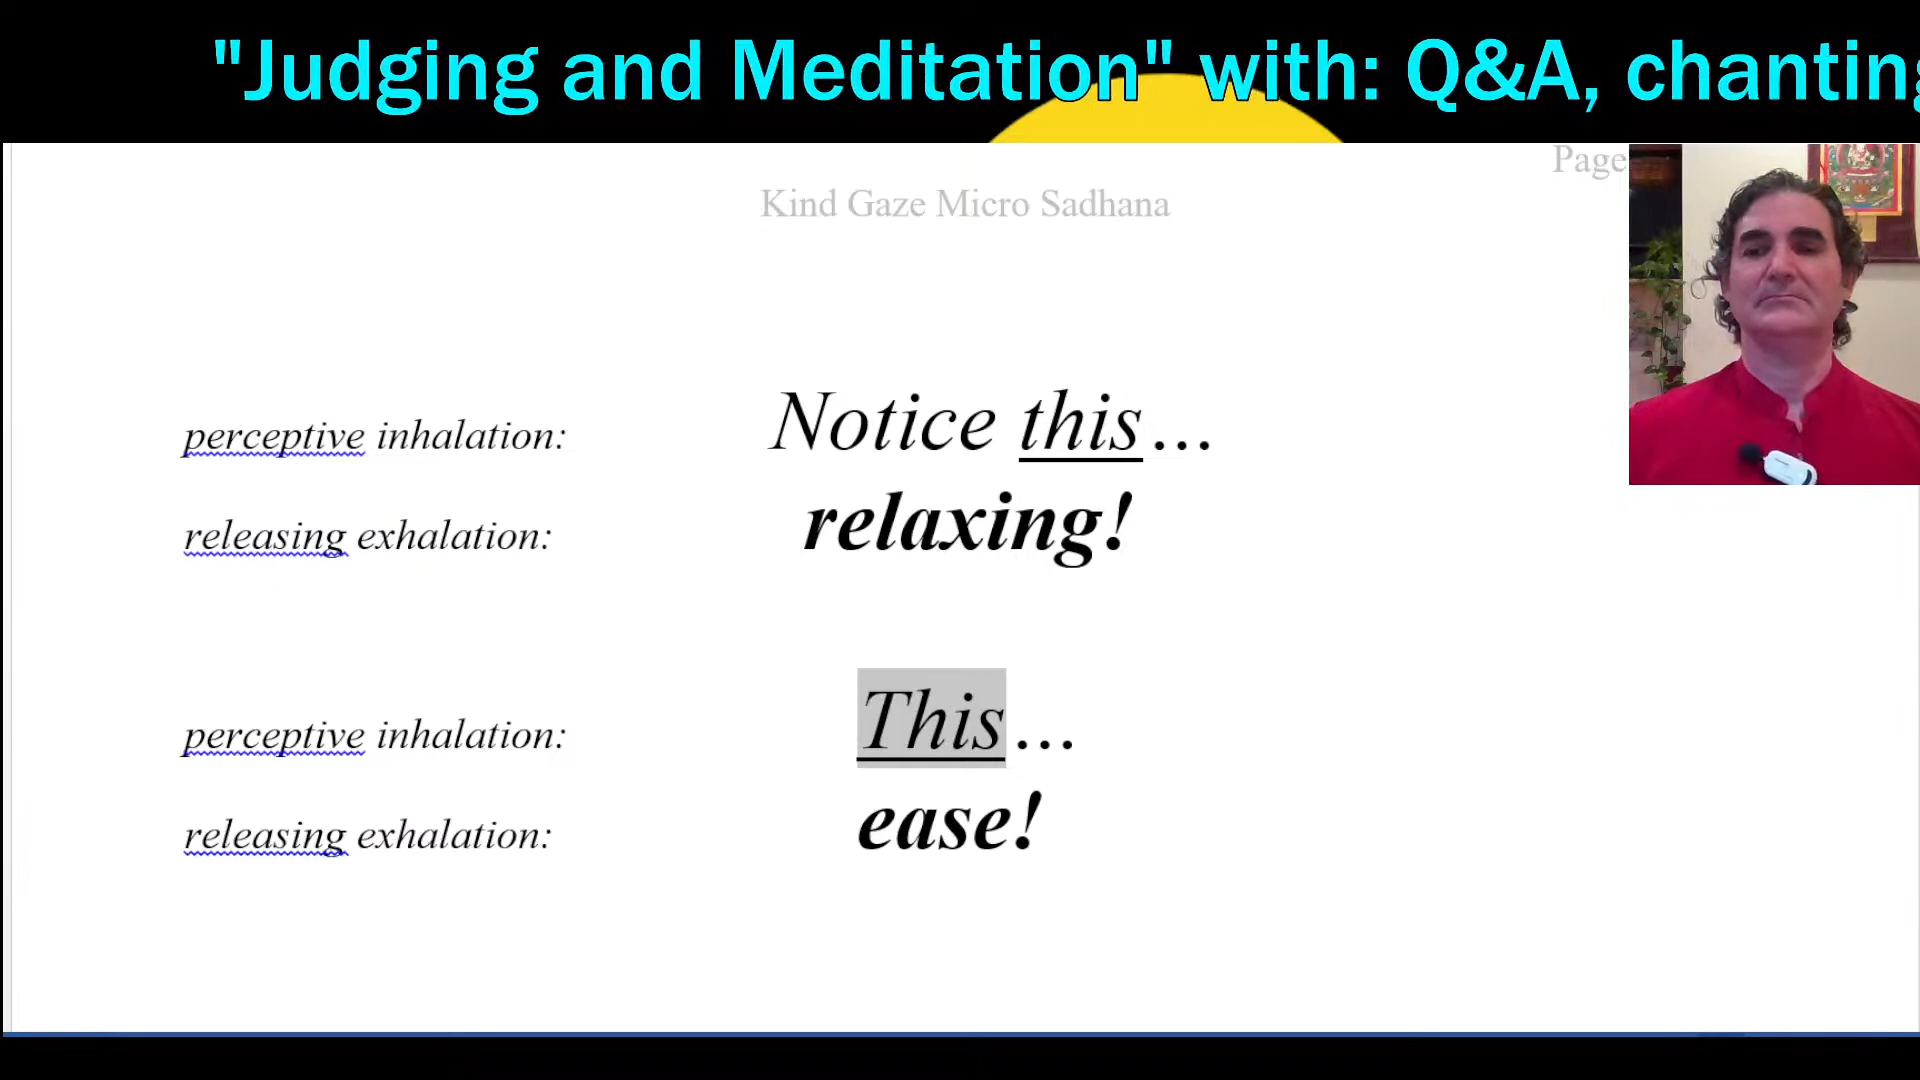 "Judging and Meditation" with: Q&A, chanting
Page
Kind Gaze Micro Sadhana
perceptive inhalation: Notice this...
releasing exhalation: relaxing!
perceptive inhalation: This...
releasing exhalation: ease!